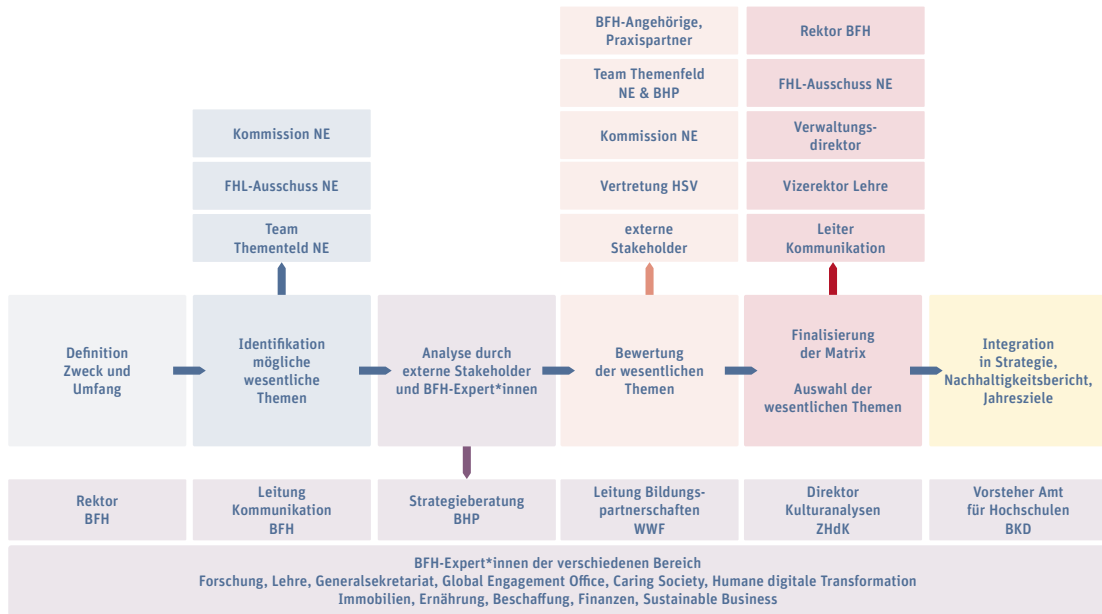 BFH-Angehörige,
Praxispartner
Rektor BFH
Team Themenfeld
NE & BHP
FHL-Ausschuss NE
Kommission NE
Kommission NE
Verwaltungs-
direktor
FHL-Ausschuss NE
Vertretung HSV
Vizerektor Lehre
Team
Thementeld NE
externe
Stakeholder
Leiter
Kommunikation
Definition
Zweck und
Umfang
Identifikation
mögliche
wesentliche
Themen
Analyse durch
externe Stakeholder
und BFH-Expert*innen
Bewertung
der wesentlichen
Themen
Finalisierung
der Matrix
Auswahl der
wesentlichen Themen
Integration
in Strategie,
Nachhaltigkeitsbericht,
Jahresziele
Rektor
BFH
Leitung
Kommunikation
BFH
Strategieberatung
BHP
Leitung Bildungs-
partnerschaften
WWF
Direktor
Kulturanalysen
ZHdK
Vorsteher Amt
für Hochschulen
BKD
BFH-Expert*innen der verschiedenen Bereich
Forschung, Lehre, Generalsekretariat, Global Engagement Office, Caring Society, Humane digitale Transformation
Immobilien, Ernährung, Beschaffung, Finanzen, Sustainable Business